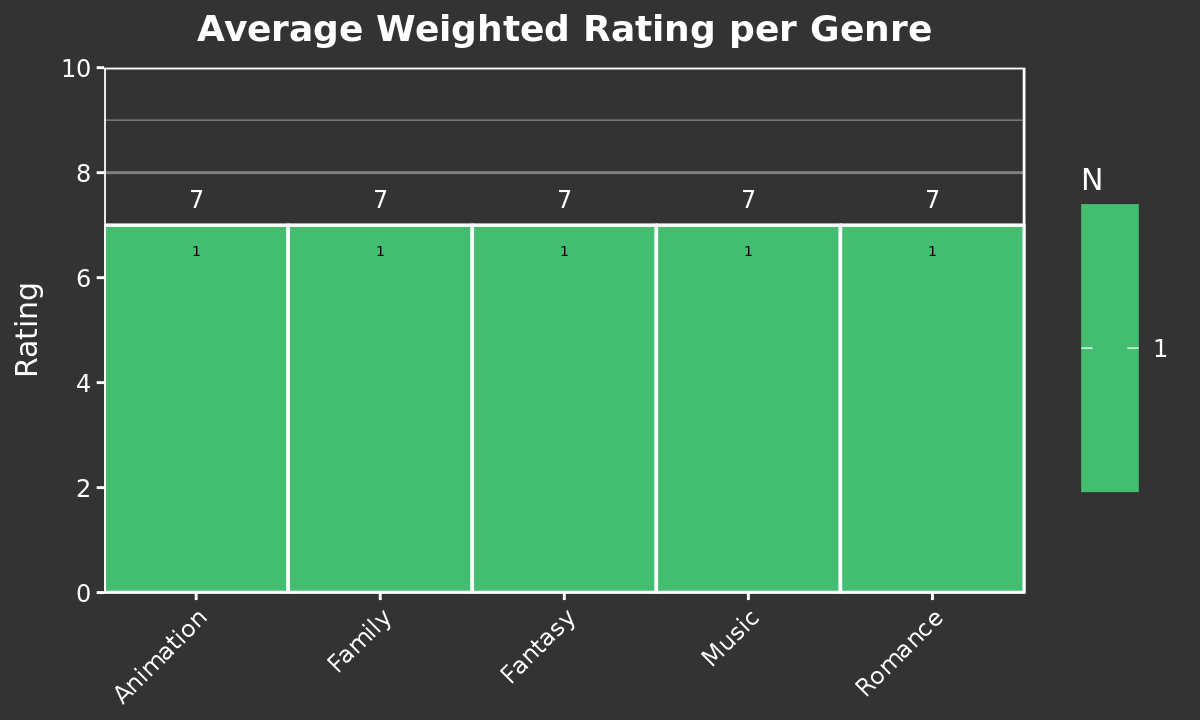 Average Weighted Rating per Genre
10
8
6
4
2
0
Rating
7 7 7 7 7
1 1 1 1 1
Animation Family Fantasy Music Romance
N
1